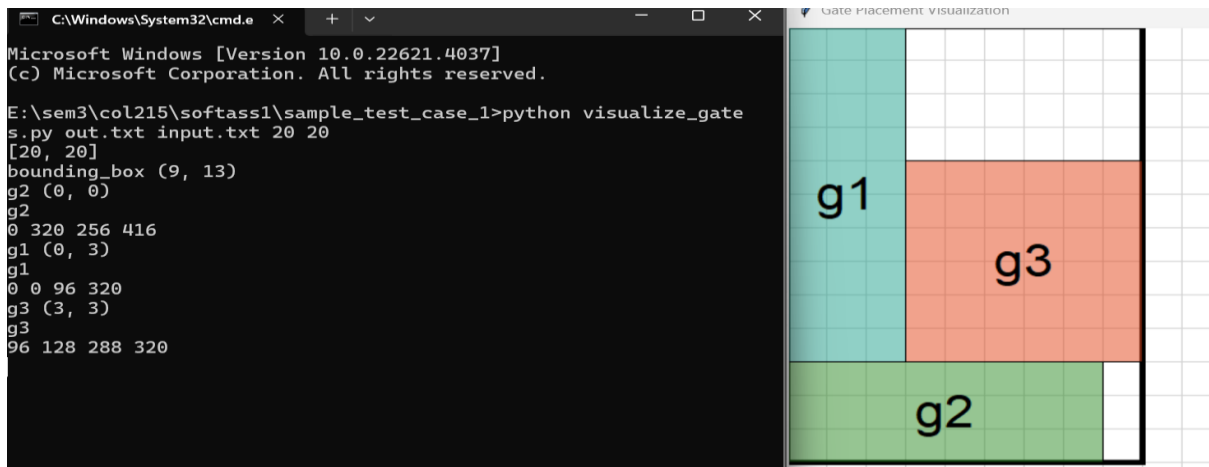 C:\Windows\System32\cmd.e
Microsoft Windows [Version 10.0.22621.4037]
(c) Microsoft Corporation. All rights reserved.
E:\sem3\col215\softass1\sample_test_case_1>python visualize_gate
s.py out.txt input.txt 20 20
[20, 20]
bounding_box (9, 13)
g2 (0, 0)
g2
0 320 256 416
g1 (0, 3)
g1
0 0 96 320
g3 (3, 3)
g3
96 128 288 320
Gate Placement Visualization
g1
g3
g2